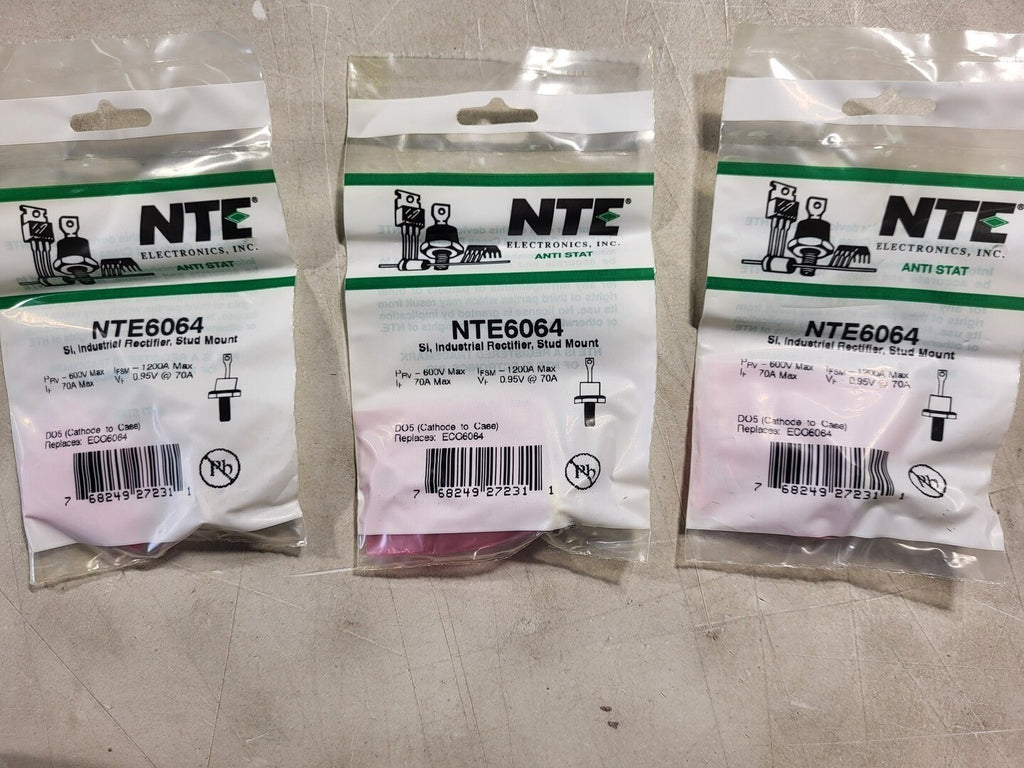 NTE®
ELECTRONICS, INC.
ANTI STAT
NTE6064
Si, Industrial Rectifier, Stud Mount
PRV – 600V Max IFSM – 1200A Max
IF 70A Max VF 0.95V @ 70A
DO5 (Cathode to Case)
Replaces: ECG6064
Pb
7 68249 27231 1
NTE®
ELECTRONICS, INC.
ANTI STAT
NTE6064
Si, Industrial Rectifier, Stud Mount
PRV – 600V Max IFSM – 1200A Max
IF 70A Max VF 0.95V @ 70A
DO5 (Cathode to Case)
Replaces: ECG6064
Pb
7 68249 27231 1
NTE®
ELECTRONICS, INC.
ANTI STAT
NTE6064
Si, Industrial Rectifier, Stud Mount
PRV – 600V Max IFSM – 1200A Max
IF 70A Max VF 0.95V @ 70A
DO5 (Cathode to Case)
Replaces: ECG6064
Pb
7 68249 27231 1